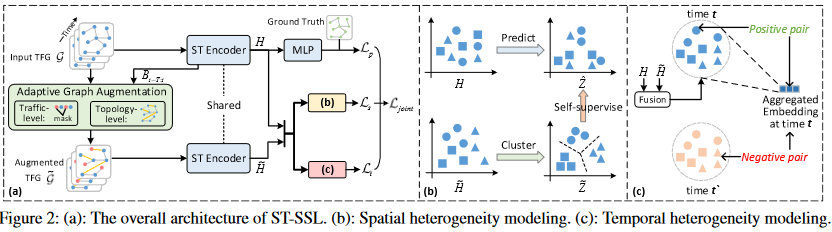 Time
Input TFG 𝒢
ST Encoder
H
MLP
Ground Truth
ℒp
B
Adaptive Graph Augmentation
Traffic-level:
mask
Topology-level:
Shared
(b)
ℒs
ℒjoint
Augmented TFG 𝒢̃
ST Encoder
H̃
(c)
ℒt
(a)
Predict
H
Ẑ
Self-supervise
Cluster
H̃
Z̃
(b)
time t
Positive pair
H H̃
Fusion
Aggregated
Embedding
at time t
Negative pair
time t`
(c)
Figure 2: (a): The overall architecture of ST-SSL. (b): Spatial heterogeneity modeling. (c): Temporal heterogeneity modeling.